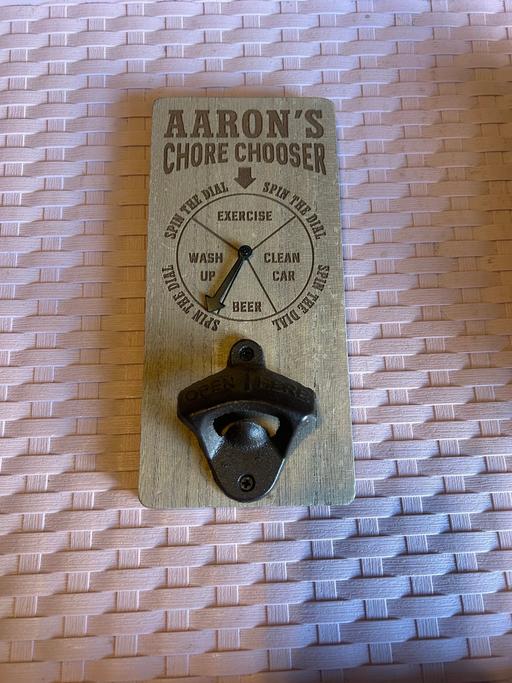 AARON'S
CHORE CHOOSER
SPIN THE DIAL
SPIN THE DIAL
EXERCISE
WASH
UP
CLEAN
CAR
BEER
SPIN THE DIAL
SPIN THE DIAL
OPEN HERE